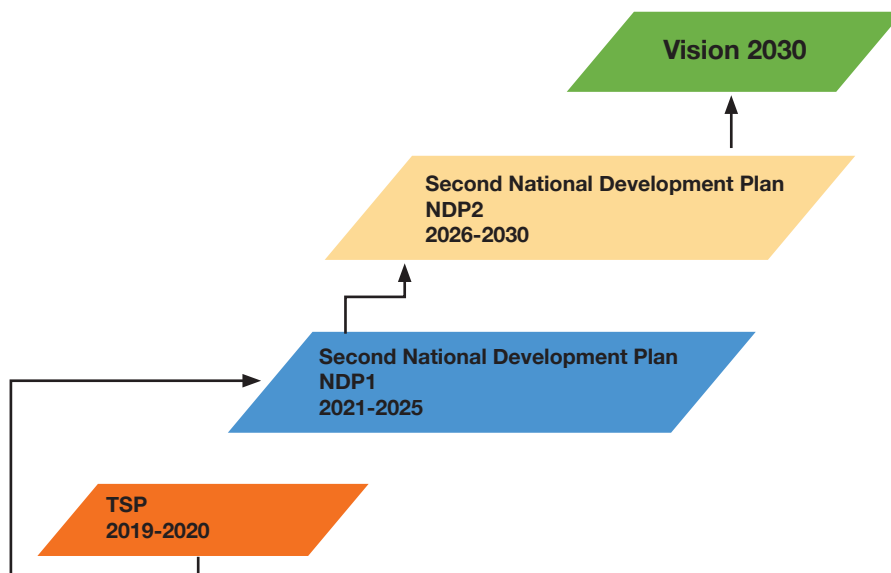 Vision 2030
Second National Development Plan
NDP2
2026-2030
Second National Development Plan
NDP1
2021-2025
TSP
2019-2020